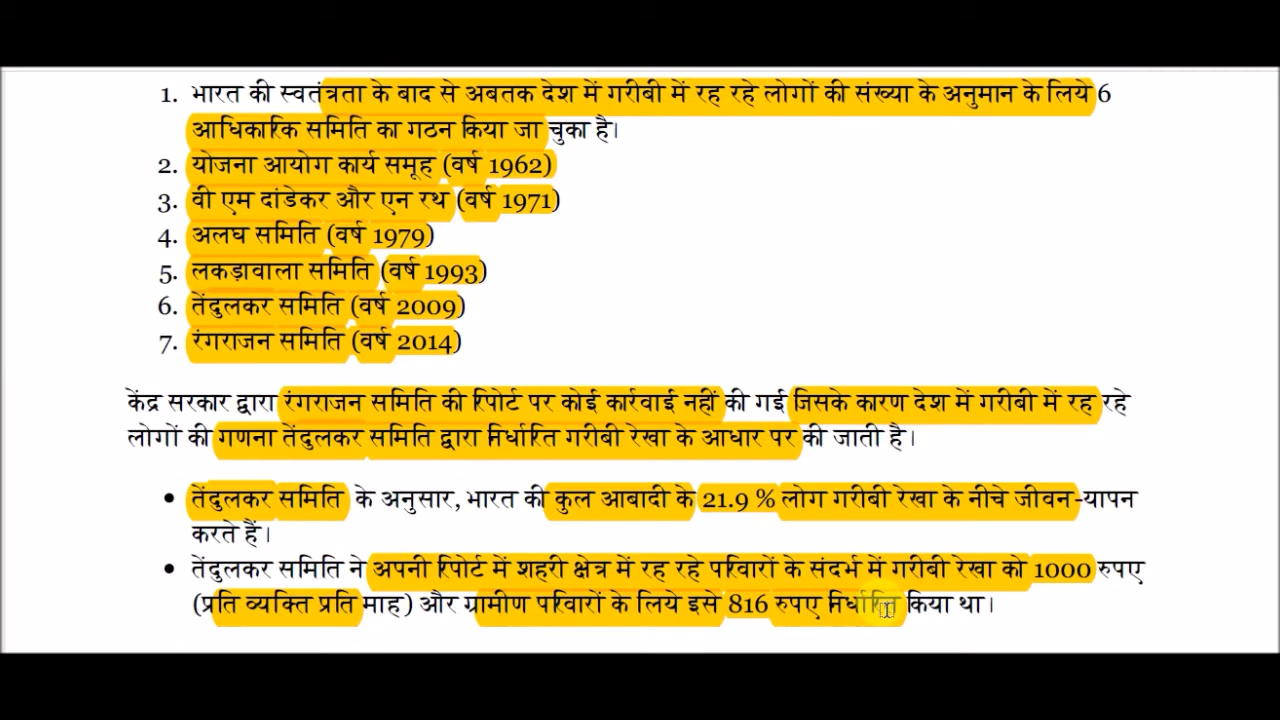 1. भारत की स्वतंत्रता के बाद से अबतक देश में गरीबी में रह रहे लोगों की संख्या के अनुमान के लिये 6
आधिकारिक समिति का गठन किया जा चुका है।
2. योजना आयोग कार्य समूह (वर्ष 1962)
3. वी एम दांडेकर और एन रथ (वर्ष 1971)
4. अलघ समिति (वर्ष 1979)
5. लकड़ावाला समिति (वर्ष 1993)
6. तेंदुलकर समिति (वर्ष 2009)
7. रंगराजन समिति (वर्ष 2014)
केंद्र सरकार द्वारा रंगराजन समिति की रिपोर्ट पर कोई कार्रवाई नहीं की गई जिसके कारण देश में गरीबी में रह रहे
लोगों की गणना तेंदुलकर समिति द्वारा निर्धारित गरीबी रेखा के आधार पर की जाती है।
• तेंदुलकर समिति के अनुसार, भारत की कुल आबादी के 21.9 % लोग गरीबी रेखा के नीचे जीवन-यापन
करते हैं।
• तेंदुलकर समिति ने अपनी रिपोर्ट में शहरी क्षेत्र में रह रहे परिवारों के संदर्भ में गरीबी रेखा को 1000 रुपए
(प्रति व्यक्ति प्रति माह) और ग्रामीण परिवारों के लिये इसे 816 रुपए निर्धारित किया था।